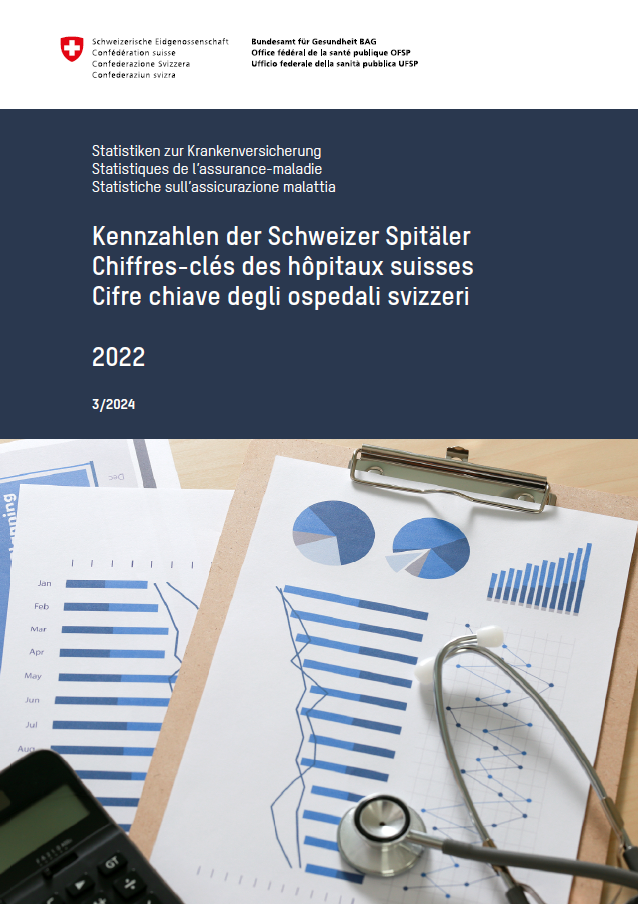 Schweizerische Eidgenossenschaft
Confédération suisse
Confederazione Svizzera
Confederaziun svizra
Bundesamt für Gesundheit BAG
Office fédéral de la santé publique OFSP
Ufficio federale della sanità pubblica UFSP
Statistiken zur Krankenversicherung
Statistiques de l'assurance-maladie
Statistiche sull'assicurazione malattia
Kennzahlen der Schweizer Spitäler
Chiffres-clés des hôpitaux suisses
Cifre chiave degli ospedali svizzeri
2022
3/2024
Dec
Jan
Feb
Mar
Apr
May
Jun
Jul
Aug
GT